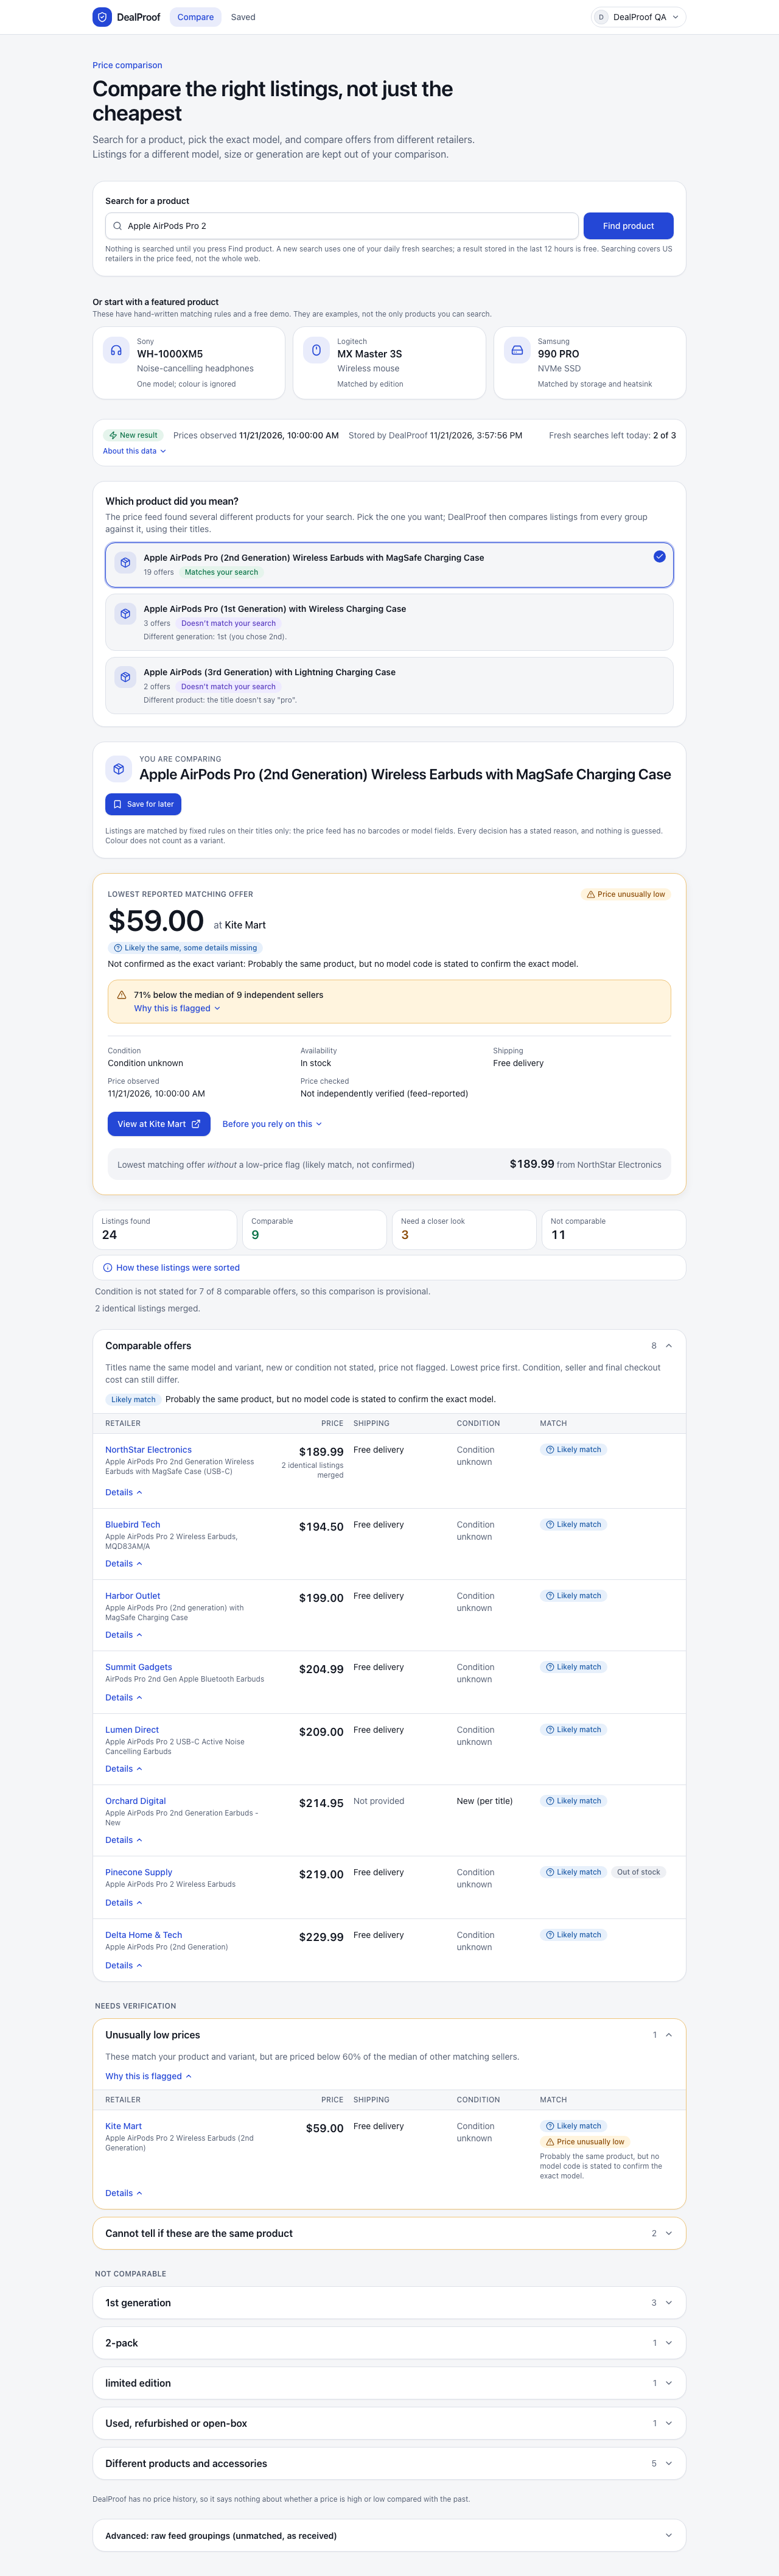 DealProof
Compare
Saved
D
DealProof QA
Price comparison
Compare the right listings, not just the
cheapest
Search for a product, pick the exact model, and compare offers from different retailers.
Listings for a different model, size or generation are kept out of your comparison.
Search for a product
Apple AirPods Pro 2
Find product
Nothing is searched until you press Find product. A new search uses one of your daily fresh searches; a result stored in the last 12 hours is free. Searching covers US
retailers in the price feed, not the whole web.
Or start with a featured product
These have hand-written matching rules and a free demo. They are examples, not the only products you can search.
Sony
WH-1000XM5
Noise-cancelling headphones
One model; colour is ignored
Logitech
MX Master 3S
Wireless mouse
Matched by edition
Samsung
990 PRO
NVMe SSD
Matched by storage and heatsink
New result
Prices observed 11/21/2026, 10:00:00 AM
Stored by DealProof 11/21/2026, 3:57:56 PM
Fresh searches left today: 2 of 3
About this data
Which product did you mean?
The price feed found several different products for your search. Pick the one you want; DealProof then compares listings from every group
against it, using their titles.
Apple AirPods Pro (2nd Generation) Wireless Earbuds with MagSafe Charging Case
19 offers
Matches your search
Apple AirPods Pro (1st Generation) with Wireless Charging Case
3 offers
Doesn't match your search
Different generation: 1st (you chose 2nd).
Apple AirPods (3rd Generation) with Lightning Charging Case
2 offers
Doesn't match your search
Different product: the title doesn't say "pro".
YOU ARE COMPARING
Apple AirPods Pro (2nd Generation) Wireless Earbuds with MagSafe Charging Case
Save for later
Listings are matched by fixed rules on their titles only: the price feed has no barcodes or model fields. Every decision has a stated reason, and nothing is guessed.
Colour does not count as a variant.
LOWEST REPORTED MATCHING OFFER
Price unusually low
$59.00 at Kite Mart
Likely the same, some details missing
Not confirmed as the exact variant: Probably the same product, but no model code is stated to confirm the exact model.
71% below the median of 9 independent sellers
Why this is flagged
Condition
Condition unknown
Availability
In stock
Shipping
Free delivery
Price observed
11/21/2026, 10:00:00 AM
Price checked
Not independently verified (feed-reported)
View at Kite Mart
Before you rely on this
Lowest matching offer without a low-price flag (likely match, not confirmed)
$189.99 from NorthStar Electronics
Listings found
24
Comparable
9
Need a closer look
3
Not comparable
11
How these listings were sorted
Condition is not stated for 7 of 8 comparable offers, so this comparison is provisional.
2 identical listings merged.
Comparable offers
8
Titles name the same model and variant, new or condition not stated, price not flagged. Lowest price first. Condition, seller and final checkout
cost can still differ.
Likely match
Probably the same product, but no model code is stated to confirm the exact model.
RETAILER
PRICE
SHIPPING
CONDITION
MATCH
NorthStar Electronics
Apple AirPods Pro 2nd Generation Wireless
Earbuds with MagSafe Case (USB-C)
$189.99
2 identical listings
merged
Free delivery
Condition
unknown
Likely match
Details
Bluebird Tech
Apple AirPods Pro 2 Wireless Earbuds,
MQD83AM/A
$194.50
Free delivery
Condition
unknown
Likely match
Details
Harbor Outlet
Apple AirPods Pro (2nd generation) with
MagSafe Charging Case
$199.00
Free delivery
Condition
unknown
Likely match
Details
Summit Gadgets
AirPods Pro 2nd Gen Apple Bluetooth Earbuds
$204.99
Free delivery
Condition
unknown
Likely match
Details
Lumen Direct
Apple AirPods Pro 2 USB-C Active Noise
Cancelling Earbuds
$209.00
Free delivery
Condition
unknown
Likely match
Details
Orchard Digital
Apple AirPods Pro 2nd Generation Earbuds -
New
$214.95
Not provided
New (per title)
Likely match
Details
Pinecone Supply
Apple AirPods Pro 2 Wireless Earbuds
$219.00
Free delivery
Condition
unknown
Likely match
Out of stock
Details
Delta Home & Tech
Apple AirPods Pro (2nd Generation)
$229.99
Free delivery
Condition
unknown
Likely match
Details
NEEDS VERIFICATION
Unusually low prices
1
These match your product and variant, but are priced below 60% of the median of other matching sellers.
Why this is flagged
RETAILER
PRICE
SHIPPING
CONDITION
MATCH
Kite Mart
Apple AirPods Pro 2 Wireless Earbuds (2nd
Generation)
$59.00
Free delivery
Condition
unknown
Likely match
Price unusually low
Probably the same product, but no
model code is stated to confirm the
exact model.
Details
Cannot tell if these are the same product
2
NOT COMPARABLE
1st generation
3
2-pack
1
limited edition
1
Used, refurbished or open-box
1
Different products and accessories
5
DealProof has no price history, so it says nothing about whether a price is high or low compared with the past.
Advanced: raw feed groupings (unmatched, as received)